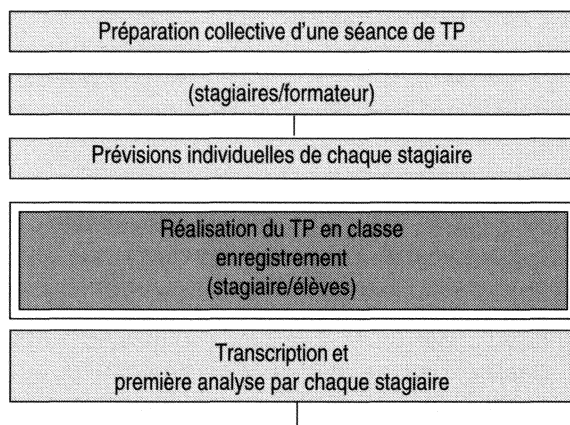 Préparation collective d'une séance de TP
(stagiaires/formateur)
Prévisions individuelles de chaque stagiaire
Réalisation du TP en classe
enregistrement
(stagiaire/élèves)
Transcription et
première analyse par chaque stagiaire